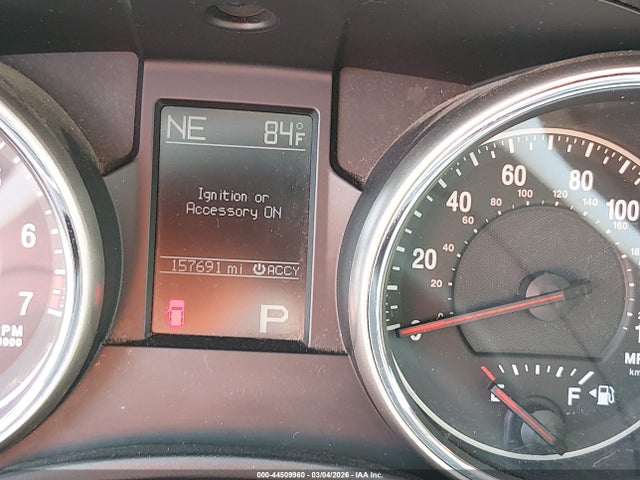 NE 84°F
Ignition or
Accessory ON
157691 mi ACCY
P
6
7
0 20 40 60 80 100
20 40 60 80 100 120 140 160
E F
000-44509960 - 03/04/2026 - IAA Inc.